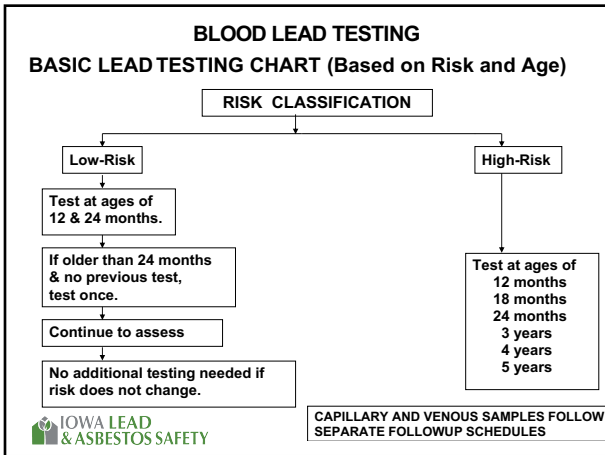 BLOOD LEAD TESTING
BASIC LEAD TESTING CHART (Based on Risk and Age)
RISK CLASSIFICATION
Low-Risk
High-Risk
Test at ages of
12 & 24 months.
If older than 24 months
& no previous test,
test once.
Continue to assess
No additional testing needed if
risk does not change.
Test at ages of
12 months
18 months
24 months
3 years
4 years
5 years
IOWA LEAD
& ASBESTOS SAFETY
CAPILLARY AND VENOUS SAMPLES FOLLOW
SEPARATE FOLLOWUP SCHEDULES